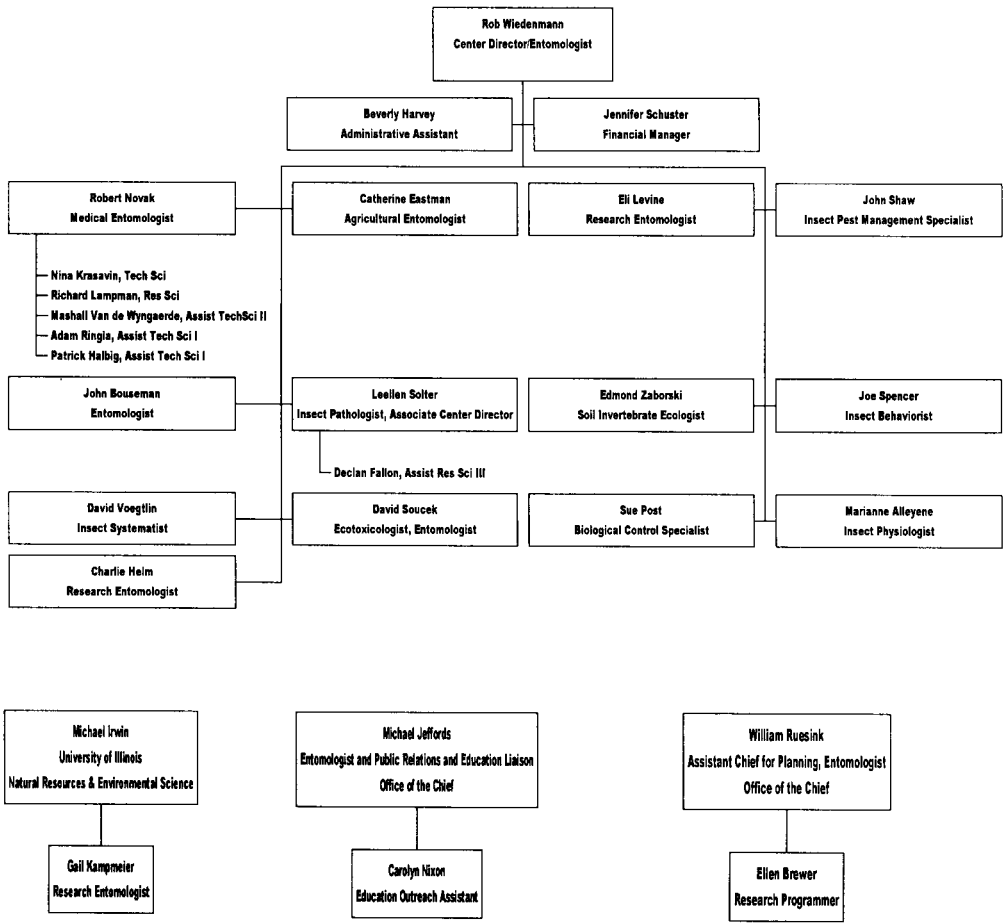 Rob Wiedenmann
Center Director/Entomologist
Beverly Harvey
Administrative Assistant
Jennifer Schuster
Financial Manager
Robert Novak
Medical Entomologist
Catherine Eastman
Agricultural Entomologist
Eli Levine
Research Entomologist
John Shaw
Insect Pest Management Specialist
Nina Krasavin, Tech Sci
Richard Lampman, Res Sci
Mashall Van de Wyngaerde, Assist TechSci II
Adam Ringia, Assist Tech Sci I
Patrick Halbig, Assist Tech Sci I
John Bouseman
Entomologist
Leellen Solter
Insect Pathologist, Associate Center Director
Edmond Zaborski
Soil Invertebrate Ecologist
Joe Spencer
Insect Behaviorist
Declan Fallon, Assist Res Sci III
David Voegtlin
Insect Systematist
David Soucek
Ecotoxicologist, Entomologist
Sue Post
Biological Control Specialist
Marianne Alleyene
Insect Physiologist
Charlie Helm
Research Entomologist
Michael Irwin
University of Illinois
Natural Resources & Environmental Science
Michael Jeffords
Entomologist and Public Relations and Education Liaison
Office of the Chief
William Ruesink
Assistant Chief for Planning, Entomologist
Office of the Chief
Gail Kampmeier
Research Entomologist
Carolyn Nixon
Education Outreach Assistant
Ellen Brewer
Research Programmer